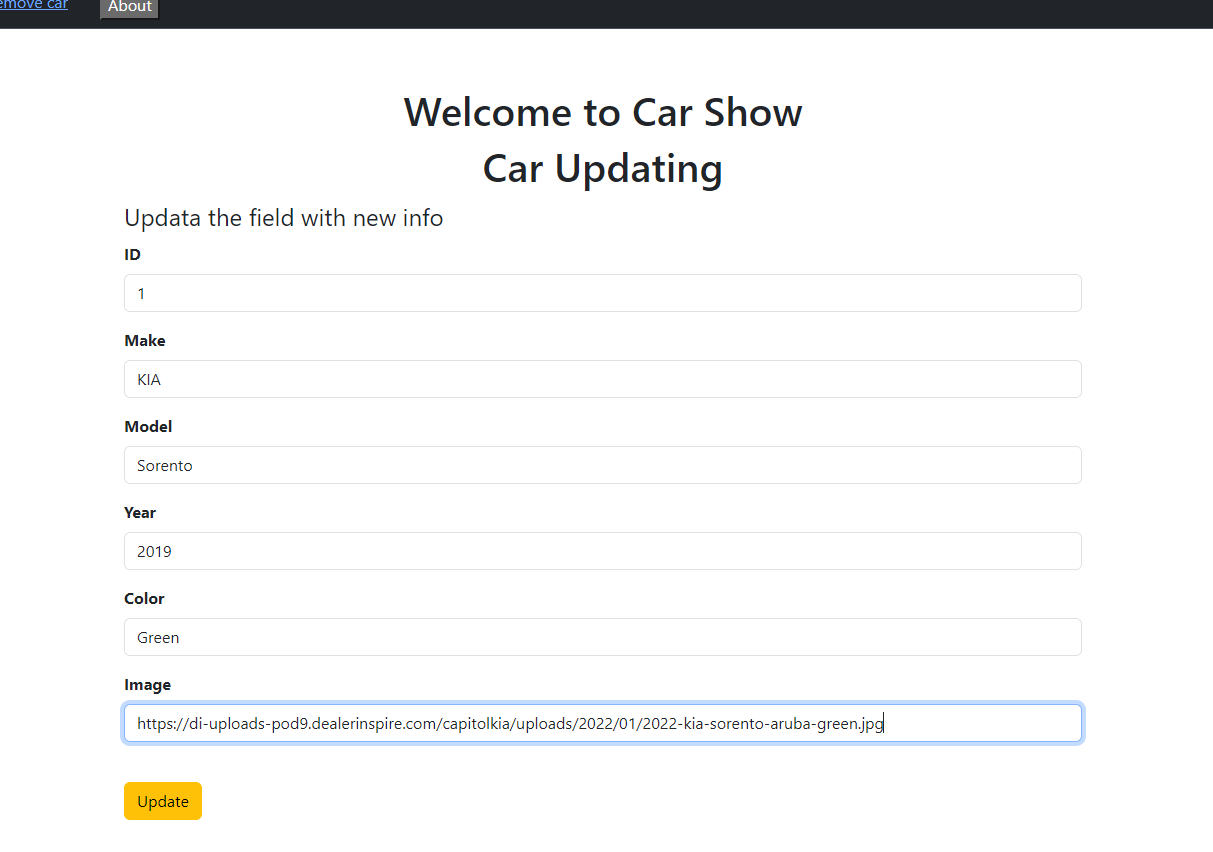 emove car
About
Welcome to Car Show
Car Updating
Updata the field with new info
ID
1
Make
KIA
Model
Sorento
Year
2019
Color
Green
Image
https://di-uploads-pod9.dealerinspire.com/capitolkia/uploads/2022/01/2022-kia-sorento-aruba-green.jpg
Update